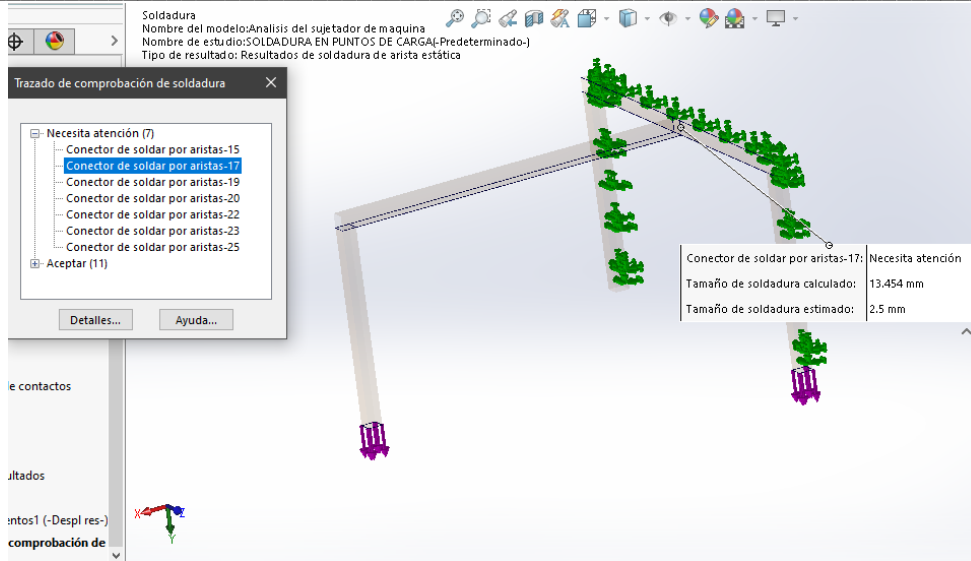 Soldadura
Nombre del modelo:Analisis del sujetador de maquina
Nombre de estudio:SOLDADURA EN PUNTOS DE CARGA(-Predeterminado-)
Tipo de resultado: Resultados de soldadura de arista estática
Trazado de comprobación de soldadura
Necesita atención (7)
Conector de soldar por aristas-15
Conector de soldar por aristas-17
Conector de soldar por aristas-19
Conector de soldar por aristas-20
Conector de soldar por aristas-22
Conector de soldar por aristas-23
Conector de soldar por aristas-25
Aceptar (11)
Detalles...
Ayuda...
Conector de soldar por aristas-17: Necesita atención
Tamaño de soldadura calculado: 13.454 mm
Tamaño de soldadura estimado: 2.5 mm
de contactos
ultados
entos1 (-Despl res-)
comprobación de
X
Z
Y